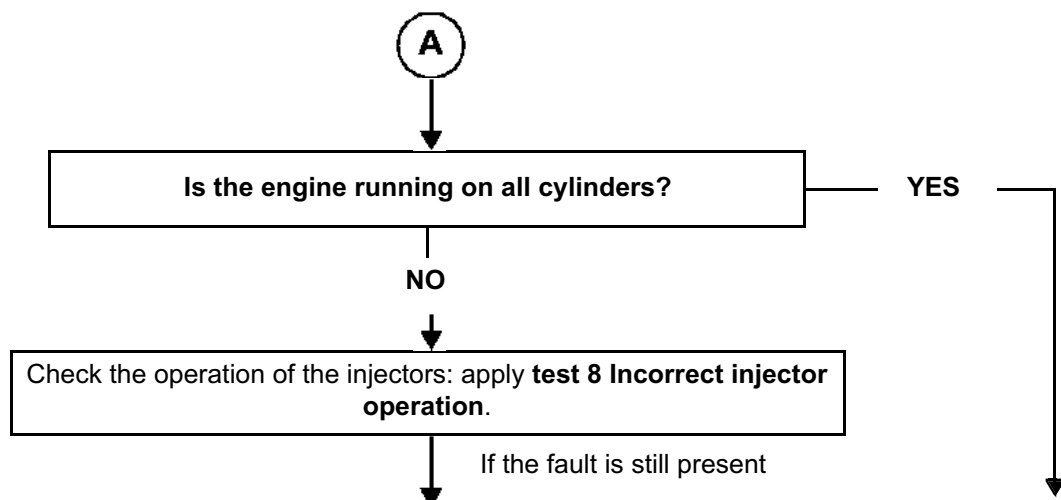 A
Is the engine running on all cylinders?
YES
NO
Check the operation of the injectors: apply test 8 Incorrect injector
operation.
If the fault is still present